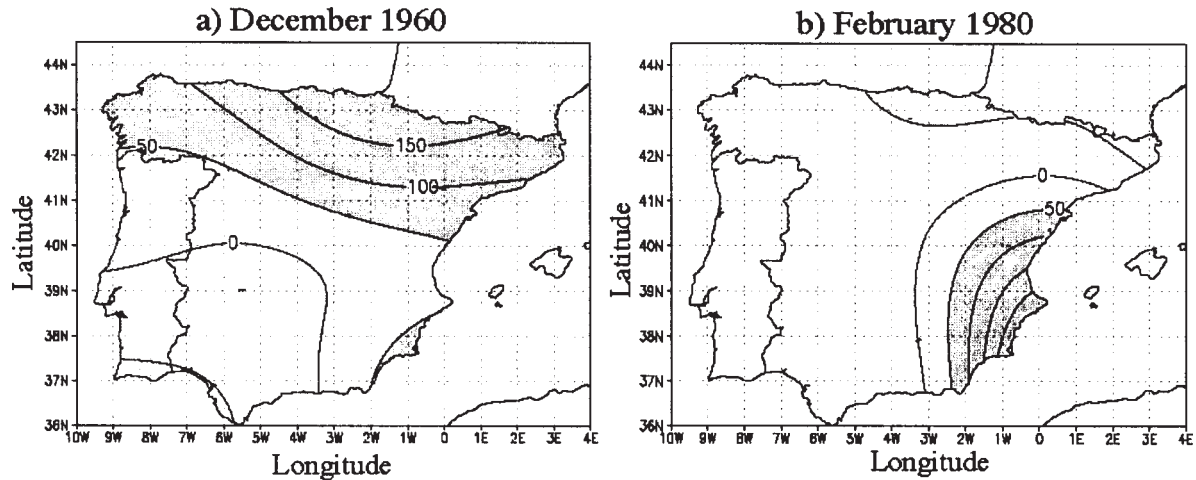 a) December 1960
b) February 1980
44N
43N
42N
41N
40N
39N
38N
37N
36N
10W 9W 8W 7W 6W 5W 4W 3W 2W 1W 0 1E 2E 3E 4E
Latitude
Longitude
150
100
50
0
44N
43N
42N
41N
40N
39N
38N
37N
36N
10W 9W 8W 7W 6W 5W 4W 3W 2W 1W 0 1E 2E 3E 4E
Latitude
Longitude
0
50